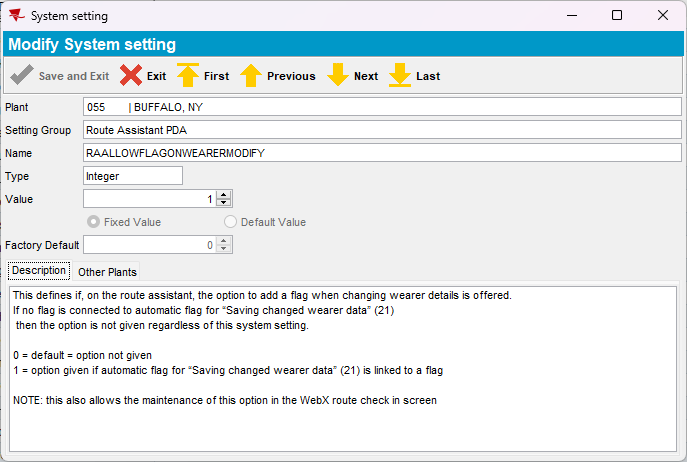 System setting
Modify System setting
Save and Exit Exit First Previous Next Last
Plant 055 | BUFFALO, NY
Setting Group Route Assistant PDA
Name RAALLOWFLAGONWEARERMODIFY
Type Integer
Value 1
Fixed Value Default Value
Factory Default 0
Description Other Plants
This defines if, on the route assistant, the option to add a flag when changing wearer details is offered.
If no flag is connected to automatic flag for “Saving changed wearer data” (21)
then the option is not given regardless of this system setting.
0 = default = option not given
1 = option given if automatic flag for “Saving changed wearer data” (21) is linked to a flag
NOTE: this also allows the maintenance of this option in the WebX route check in screen